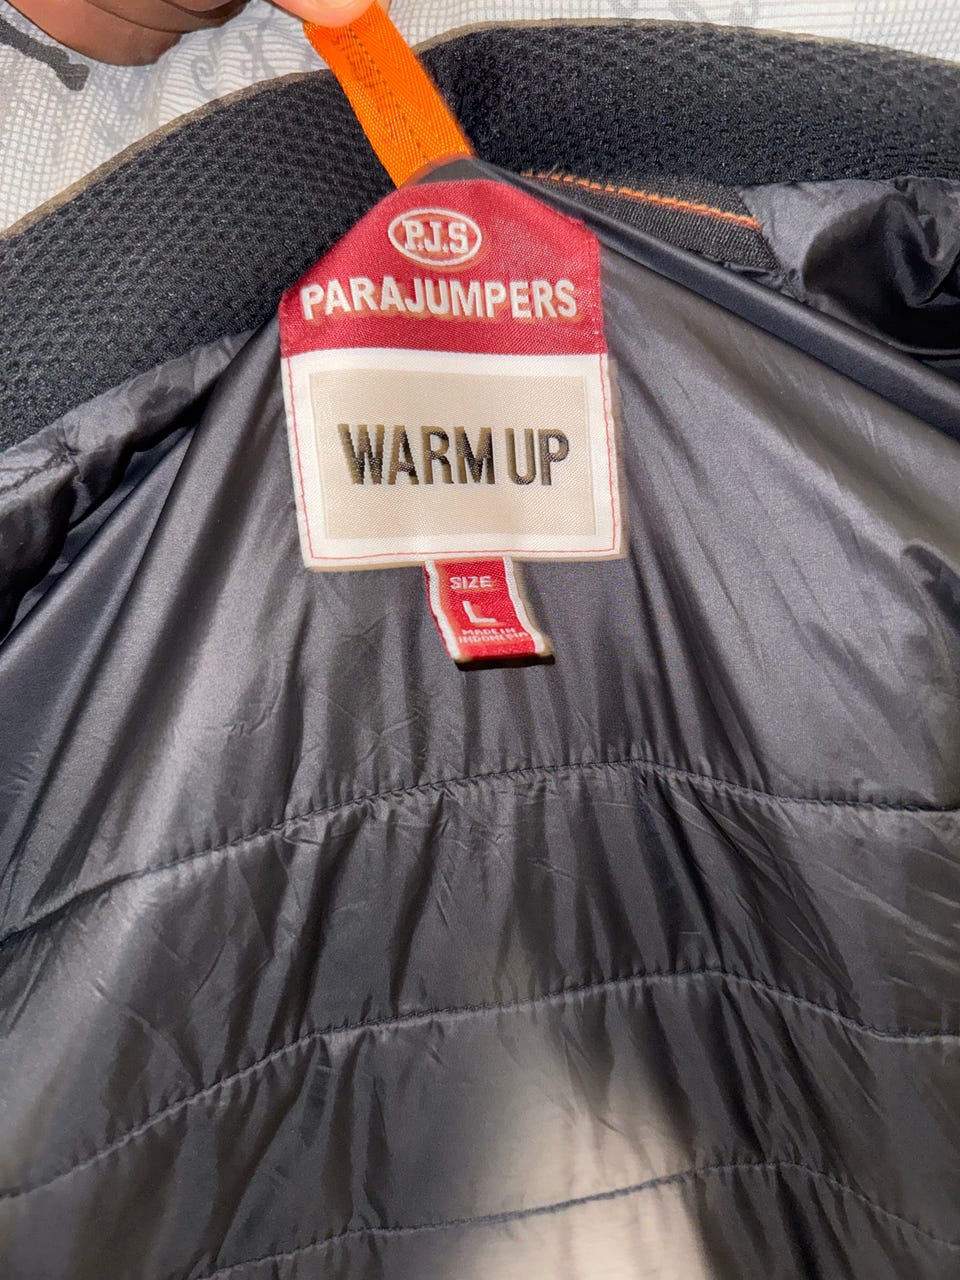 P.J.S
PARAJUMPERS
WARM UP
SIZE
L
MADE IN
INDONESIA